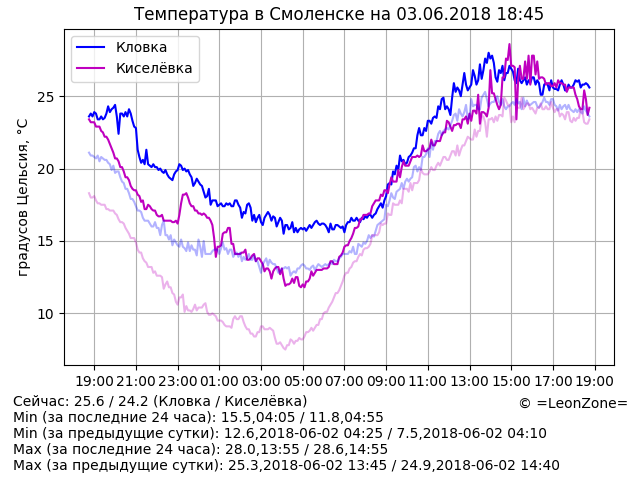 Температура в Смоленске на 03.06.2018 18:45
Кловка
Киселёвка
градусов Цельсия, °C
25
20
15
10
19:00 21:00 23:00 01:00 03:00 05:00 07:00 09:00 11:00 13:00 15:00 17:00 19:00
Сейчас: 25.6 / 24.2 (Кловка / Киселёвка)
© =LeonZone=
Min (за последние 24 часа): 15.5,04:05 / 11.8,04:55
Min (за предыдущие сутки): 12.6,2018-06-02 04:25 / 7.5,2018-06-02 04:10
Max (за последние 24 часа): 28.0,13:55 / 28.6,14:55
Max (за предыдущие сутки): 25.3,2018-06-02 13:45 / 24.9,2018-06-02 14:40